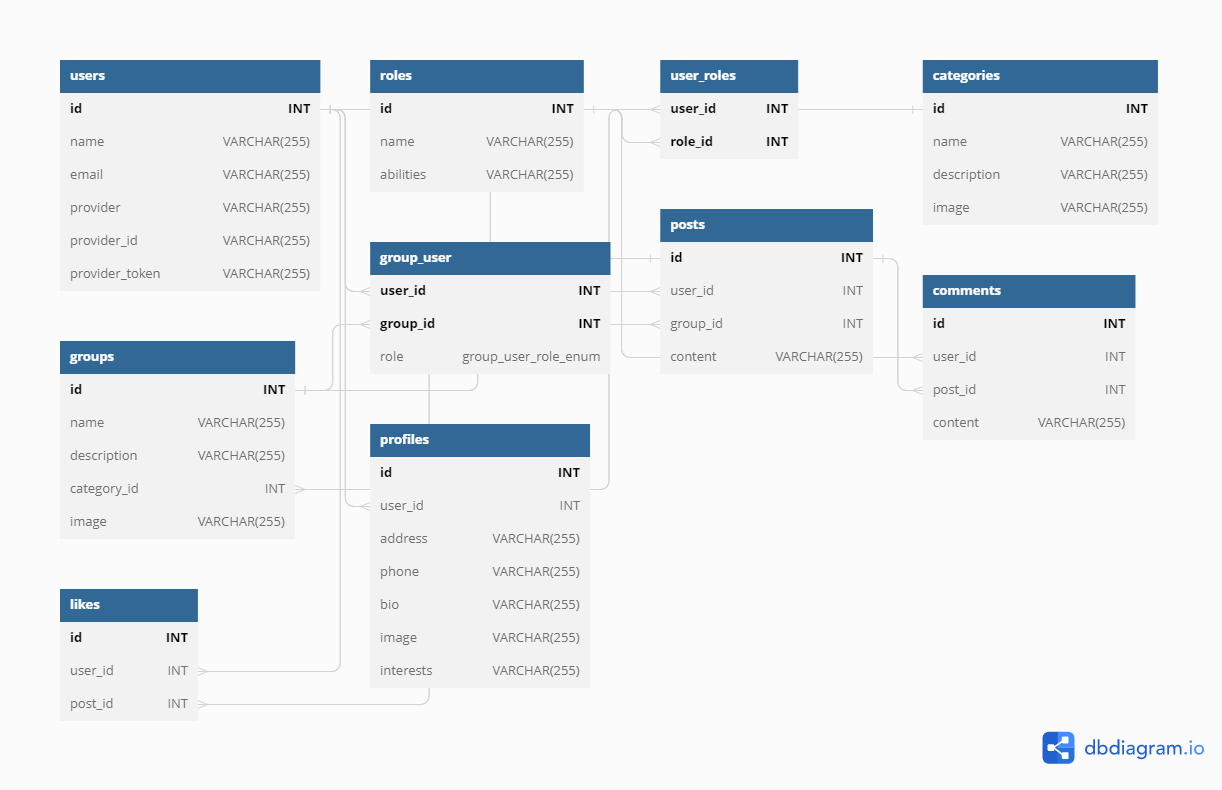 users
id INT
name VARCHAR(255)
email VARCHAR(255)
provider VARCHAR(255)
provider_id VARCHAR(255)
provider_token VARCHAR(255)
roles
id INT
name VARCHAR(255)
abilities VARCHAR(255)
user_roles
user_id INT
role_id INT
categories
id INT
name VARCHAR(255)
description VARCHAR(255)
image VARCHAR(255)
group_user
user_id INT
group_id INT
role group_user_role_enum
posts
id INT
user_id INT
group_id INT
content VARCHAR(255)
comments
id INT
user_id INT
post_id INT
content VARCHAR(255)
groups
id INT
name VARCHAR(255)
description VARCHAR(255)
category_id INT
image VARCHAR(255)
profiles
id INT
user_id INT
address VARCHAR(255)
phone VARCHAR(255)
bio VARCHAR(255)
image VARCHAR(255)
interests VARCHAR(255)
likes
id INT
user_id INT
post_id INT
dbdiagram.io